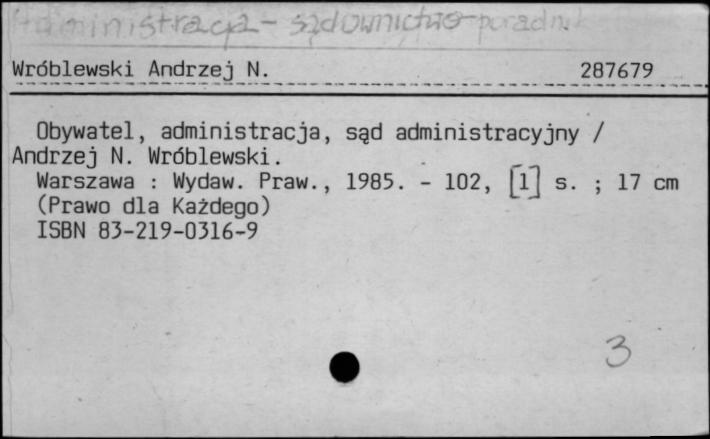 Administracja - sądownictwo - poradnik
Wróblewski Andrzej N. 287679
Obywatel, administracja, sąd administracyjny /
Andrzej N. Wróblewski.
Warszawa : Wydaw. Praw., 1985. - 102, [1] s. ; 17 cm
(Prawo dla Każdego)
ISBN 83-219-0316-9
3